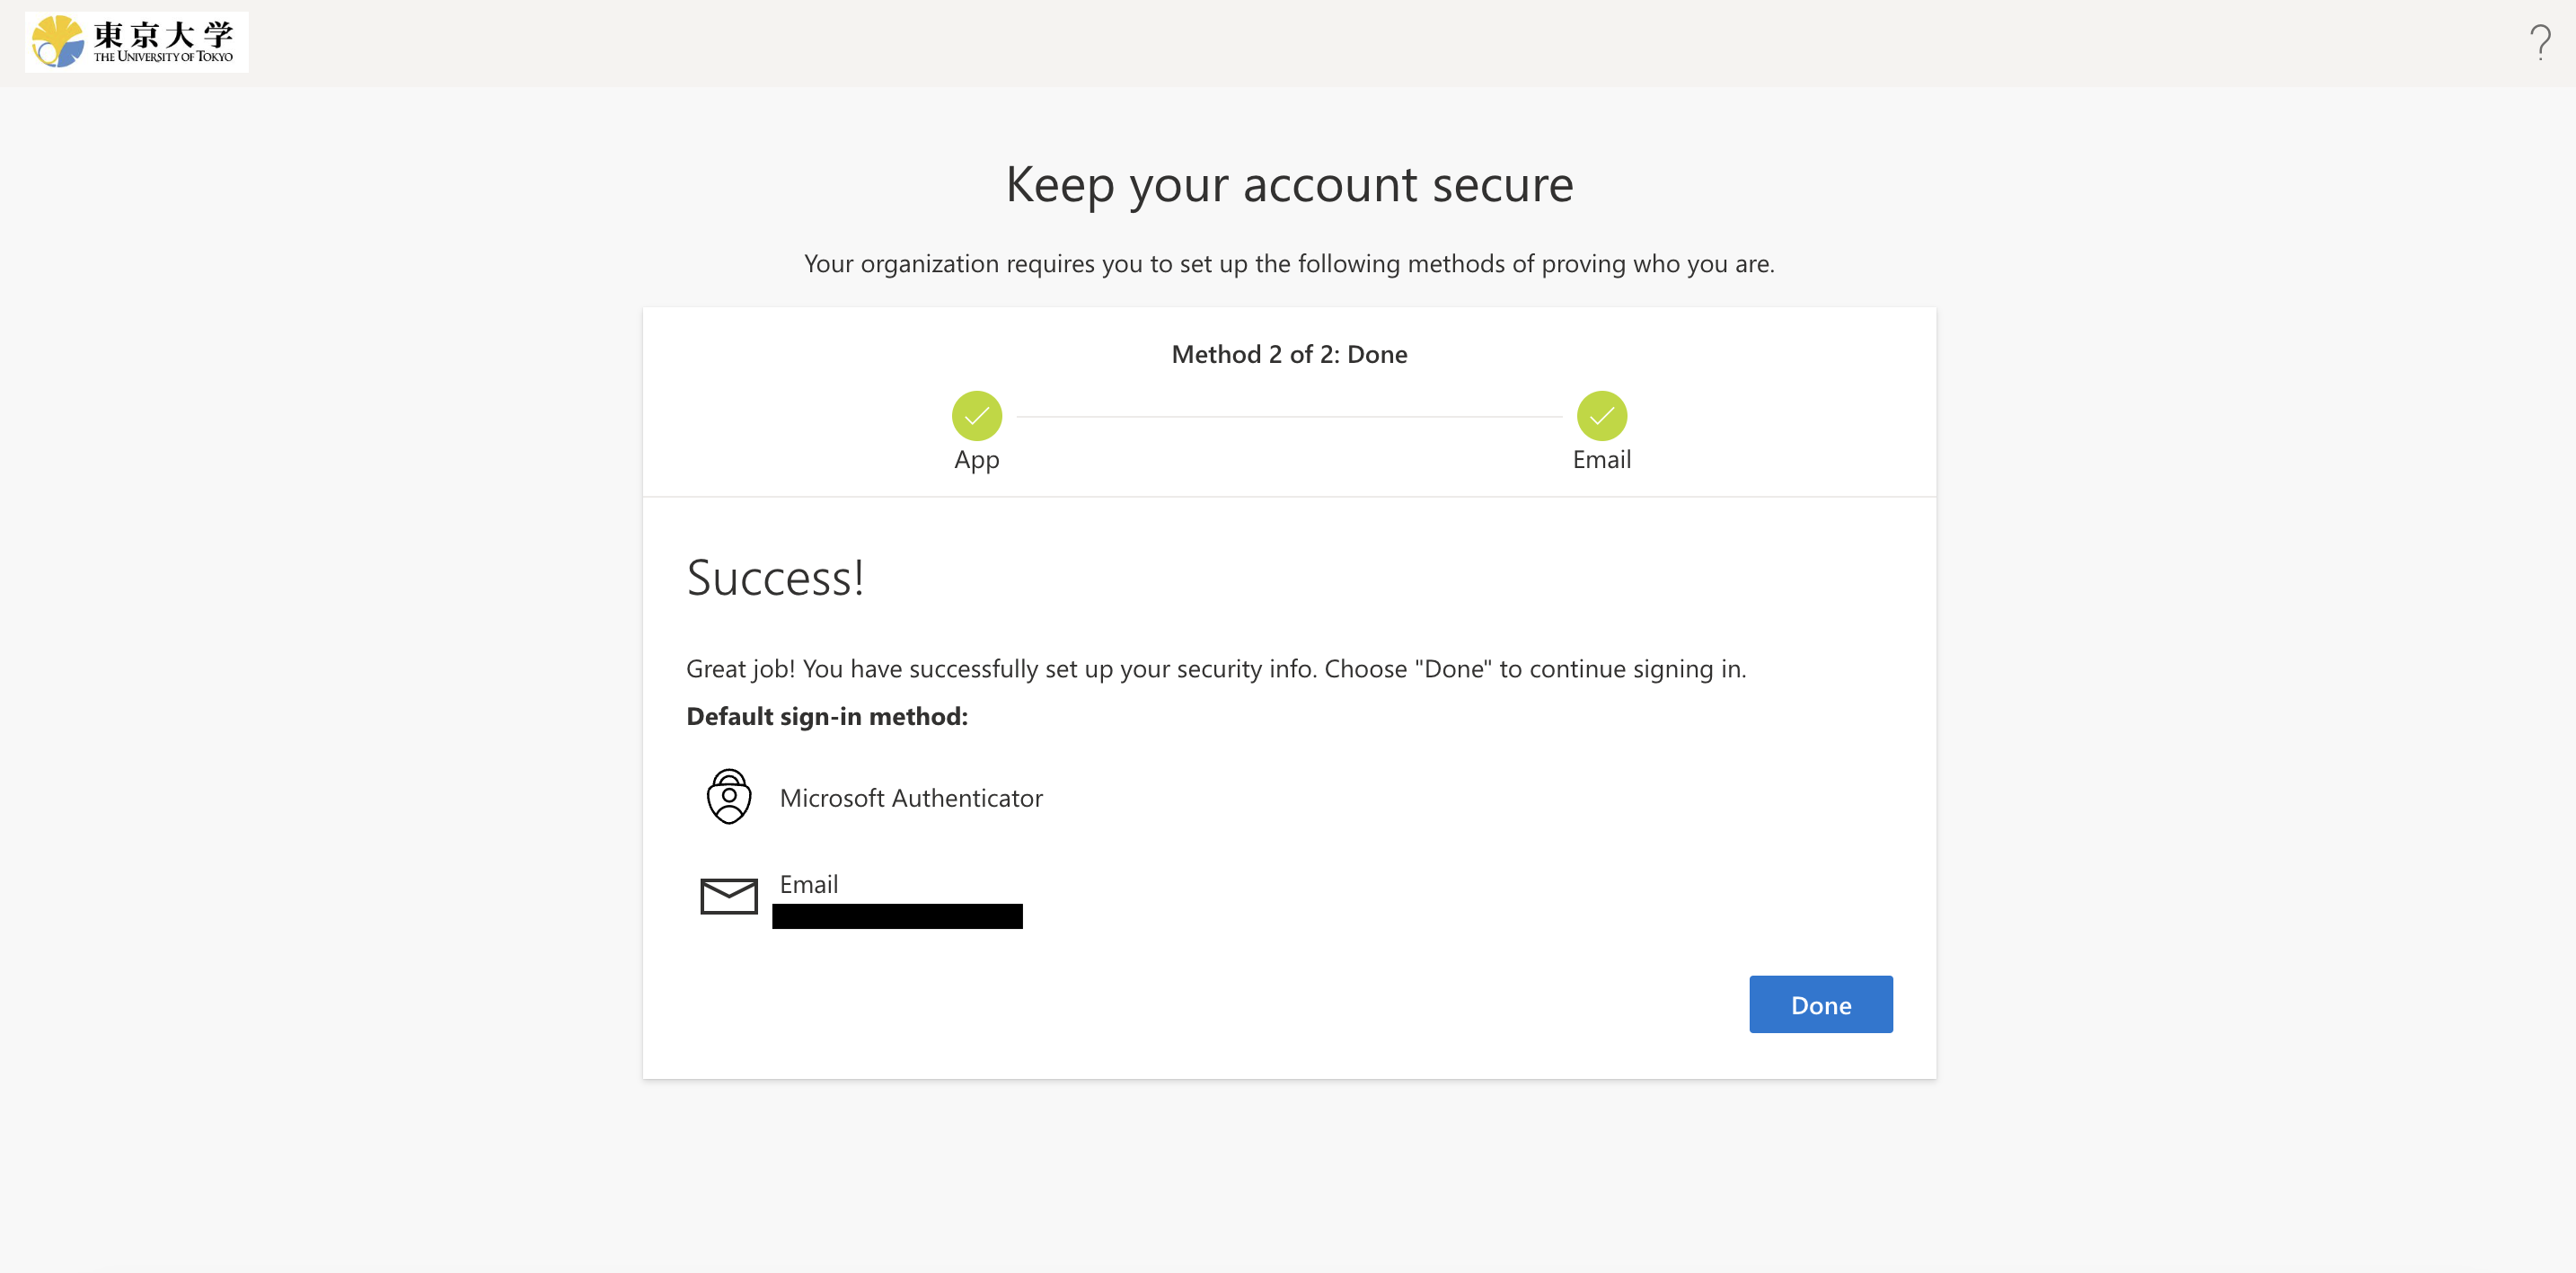 東京大学
THE UNIVERSITY OF TOKYO
?
Keep your account secure
Your organization requires you to set up the following methods of proving who you are.
Method 2 of 2: Done
App
Email
Success!
Great job! You have successfully set up your security info. Choose "Done" to continue signing in.
Default sign-in method:
Microsoft Authenticator
Email
Done